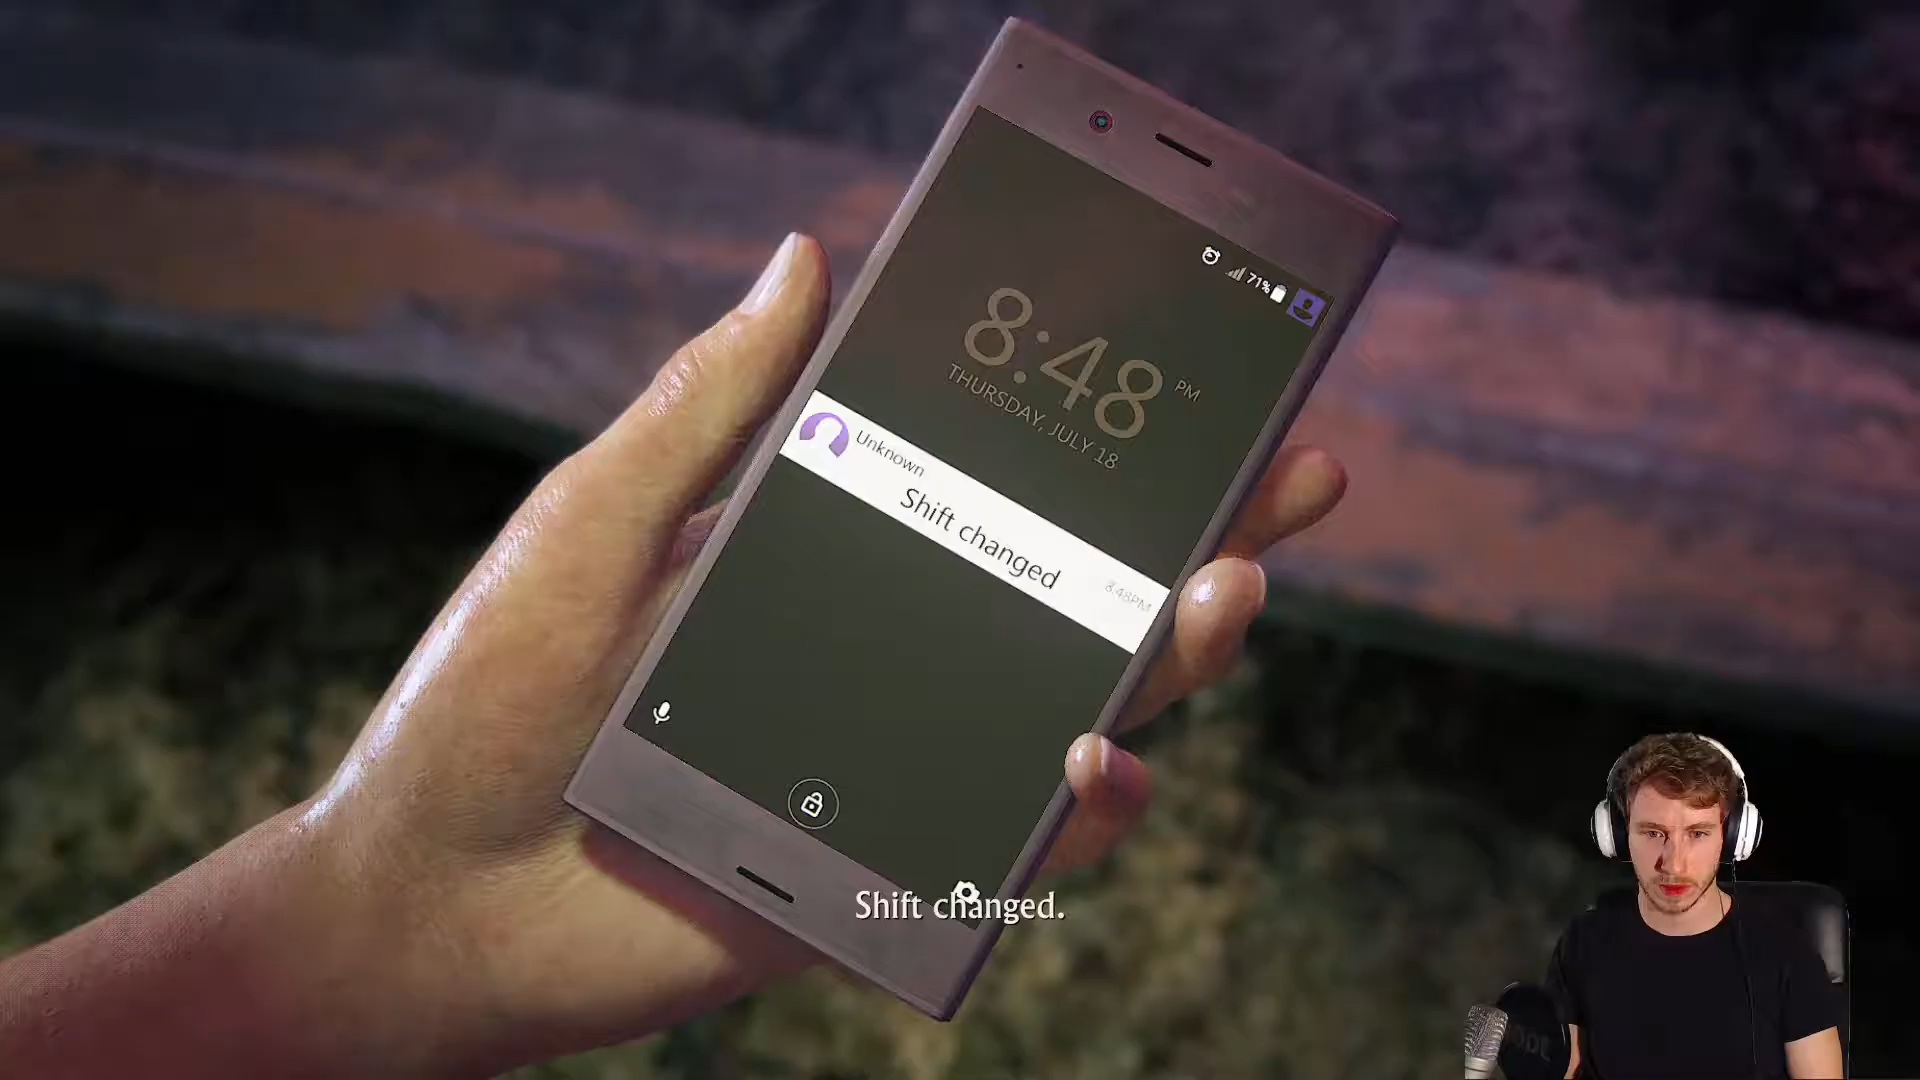 71%
8:48 PM
THURSDAY, JULY 18
Unknown
Shift changed
8:48PM
Shift changed.